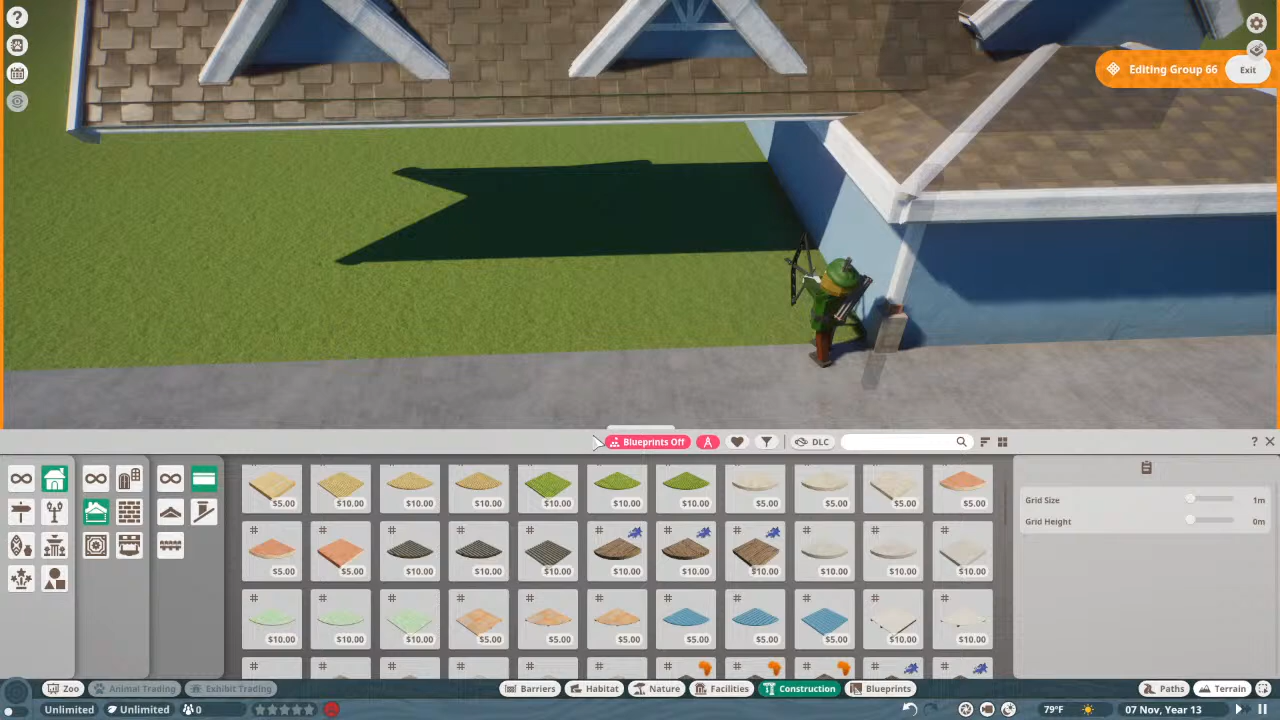 Editing Group 66
Exit
Blueprints Off
DLC
$5.00 $10.00 $10.00 $10.00 $10.00 $10.00 $10.00 $5.00 $5.00 $5.00 $5.00
$5.00 $5.00 $5.00 $10.00 $10.00 $10.00 $10.00 $10.00 $10.00 $10.00 $10.00 $10.00 $10.00
Grid Size 1m
Grid Height 0m
$10.00 $10.00 $10.00 $5.00 $5.00 $5.00 $5.00 $5.00 $5.00 $10.00 $10.00
Zoo Animal Trading Exhibit Trading Barriers Habitat Nature Facilities Construction Blueprints Paths Terrain
Unlimited Unlimited 0 79°F 07 Nov, Year 13